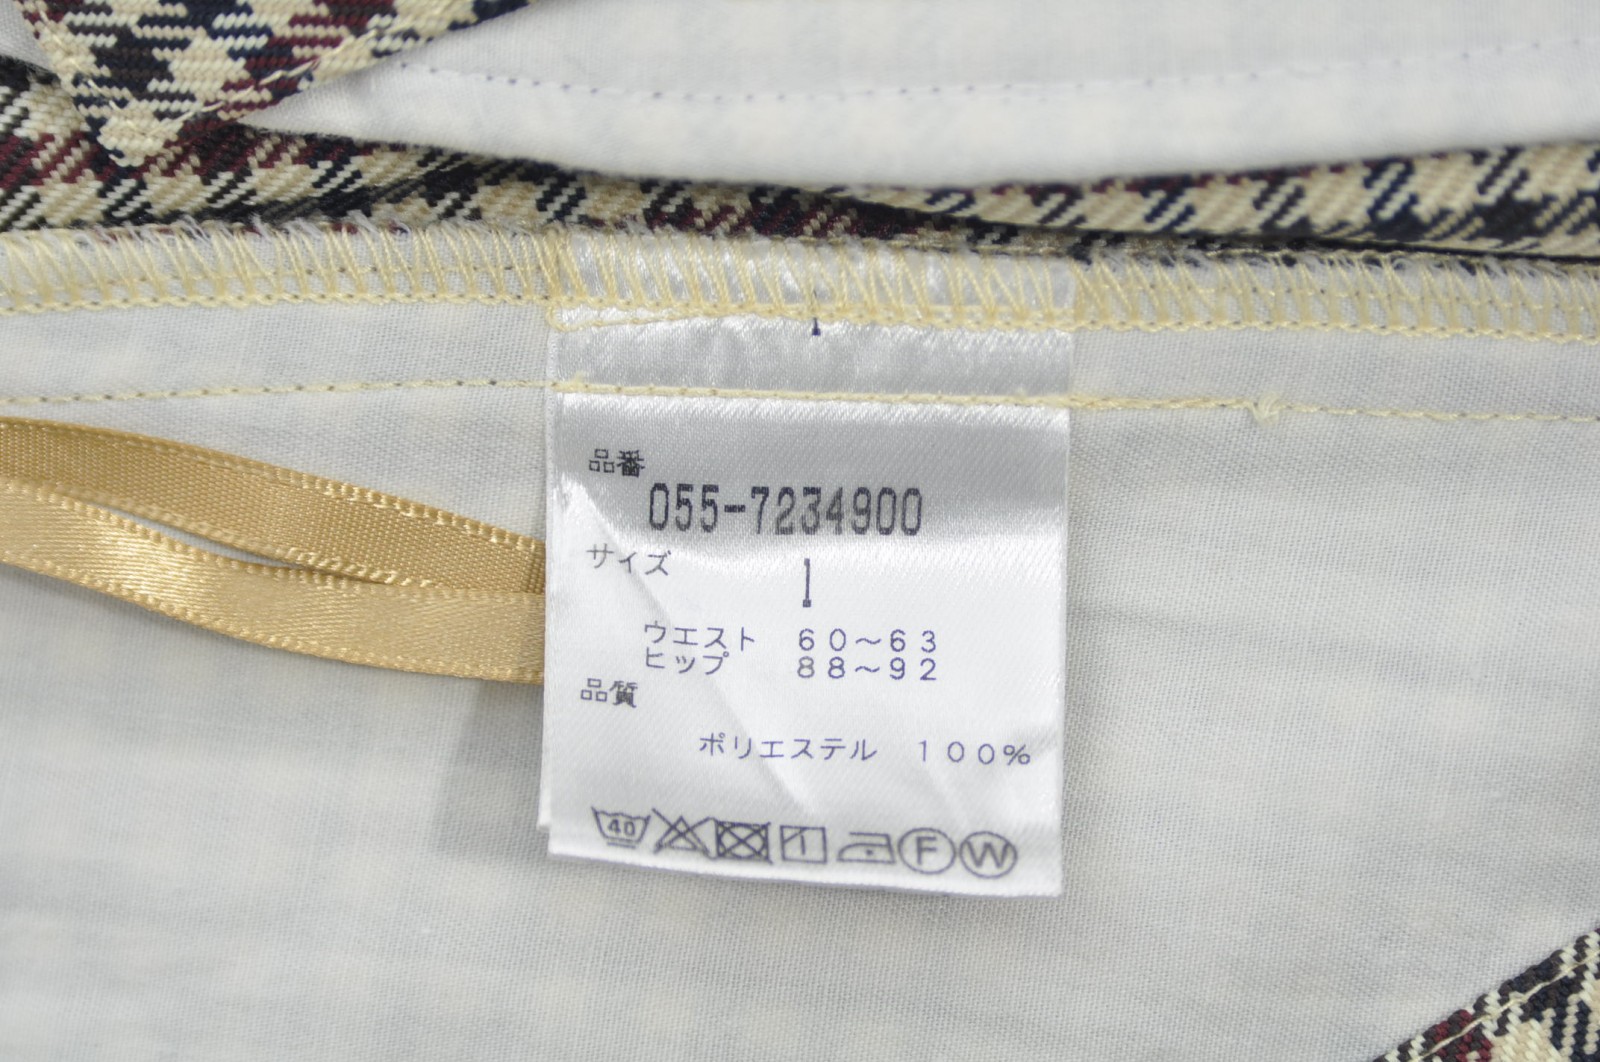 品番
055-7234900
サイズ
1
ウエスト 60～63
ヒップ 88～92
品質
ポリエステル 100%
40 F W